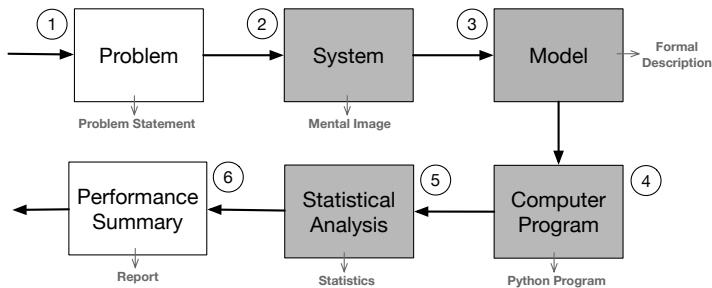 1
Problem
Problem Statement
2
System
Mental Image
3
Model
Formal
Description
4
Computer
Program
Python Program
5
Statistical
Analysis
Statistics
6
Performance
Summary
Report